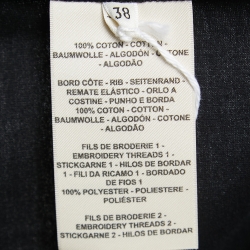 38
100% COTON - COTTON -
BAUMWOLLE - ALGODÓN - COTONE
- ALGODÃO
BORD CÔTE - RIB - SEITENRAND -
REMATE ELÁSTICO - ORLO A
COSTINE - PUNHO E BORDA
100% COTON - COTTON -
BAUMWOLLE - ALGODÓN - COTONE
- ALGODÃO
FILS DE BRODERIE 1 -
EMBROIDERY THREADS 1 -
STICKGARNE 1 - HILOS DE BORDAR
1 - FILI DA RICAMO 1 - BORDADO
DE FIOS 1
100% POLYESTER - POLIESTERE -
POLIÉSTER
FILS DE BRODERIE 2 -
EMBROIDERY THREADS 2 -
STICKGARNE 2 - HILOS DE BORDAR